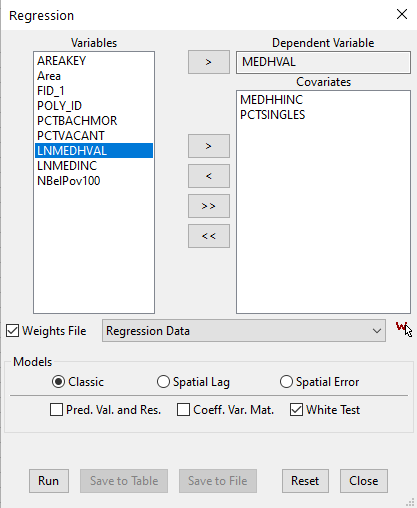 Regression
Variables
Dependent Variable
AREAKEY
Area
FID_1
POLY_ID
PCTBACHMOR
PCTVACANT
LNMEDHVAL
LNMEDINC
NBelPov100
>
MEDHVAL
Covariates
MEDHHINC
PCTSINGLES
>
<
>>
<<
Weights File
Regression Data
W
Models
Classic
Spatial Lag
Spatial Error
Pred. Val. and Res.
Coeff. Var. Mat.
White Test
Run
Save to Table
Save to File
Reset
Close